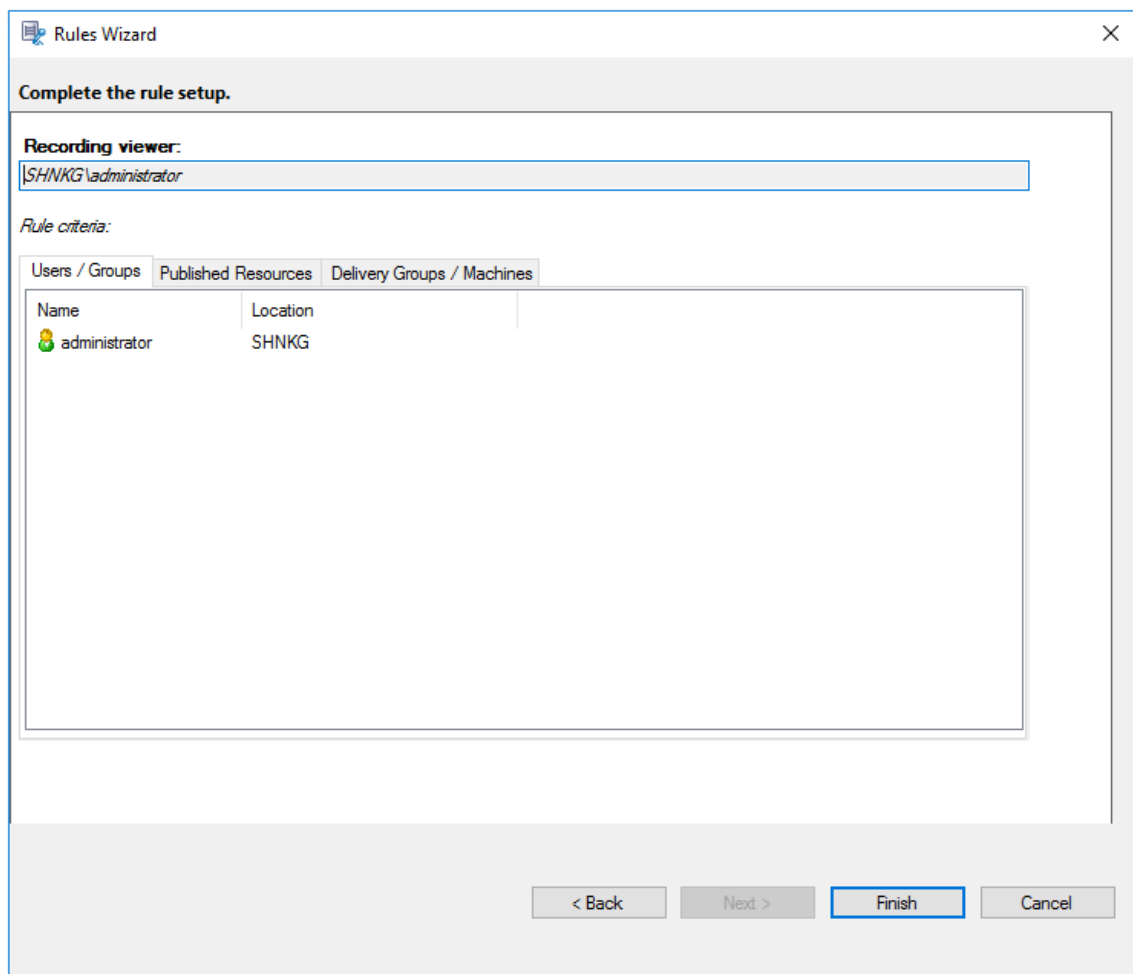 Rules Wizard
Complete the rule setup.
Recording viewer:
SHNKG\administrator
Rule criteria:
Users / Groups Published Resources Delivery Groups / Machines
Name Location
administrator SHNKG
< Back Next > Finish Cancel